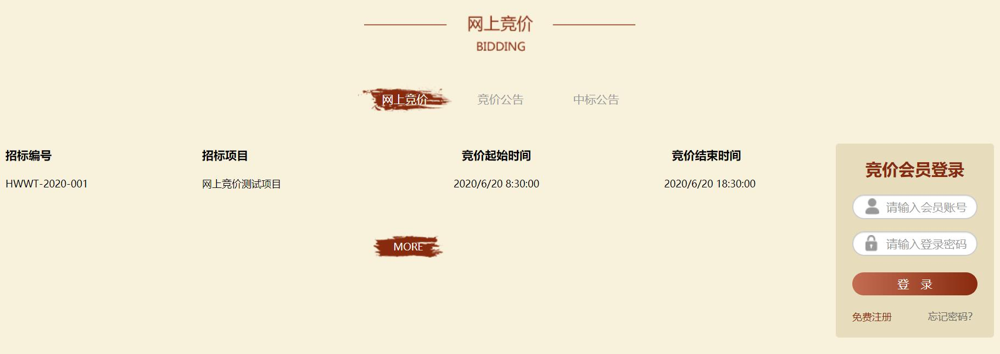 网上竞价
BIDDING
网上竞价 竞价公告 中标公告
招标编号 招标项目 竞价起始时间 竞价结束时间
HWWT-2020-001 网上竞价测试项目 2020/6/20 8:30:00 2020/6/20 18:30:00
MORE
竞价会员登录
请输入会员账号
请输入登录密码
登 录
免费注册 忘记密码?